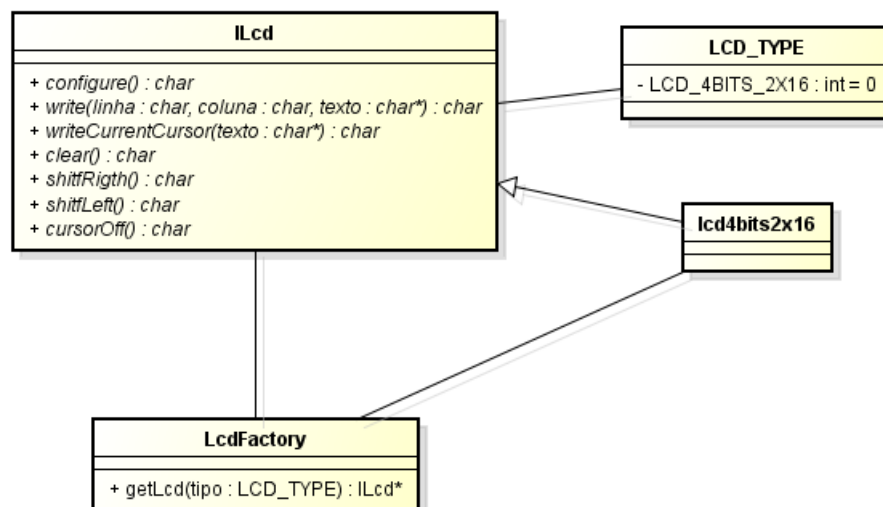 ILcd
+ configure() : char
+ write(linha : char, coluna : char, texto : char*) : char
+ writeCurrentCursor(texto : char*) : char
+ clear() : char
+ shitfRigth() : char
+ shitfLeft() : char
+ cursorOff() : char
LCD_TYPE
- LCD_4BITS_2X16 : int = 0
lcd4bits2x16
LcdFactory
+ getLcd(tipo : LCD_TYPE) : ILcd*